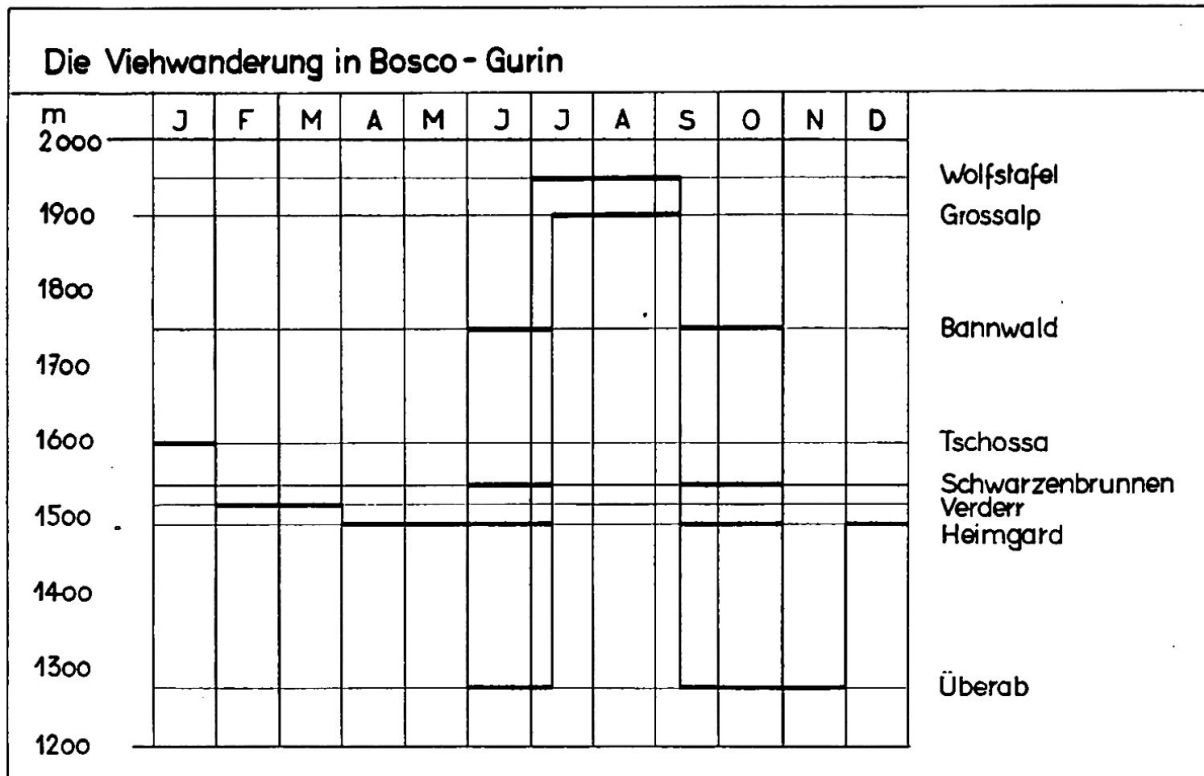 Die Viehwanderung in Bosco - Gurin
m J F M A M J J A S O N D
2000
Wolfstafel
1900 Grossalp
1800
Bannwald
1700
1600 Tschossa
Schwarzenbrunnen
Verderr
1500
Heimgard
1400
1300
Überab
1200